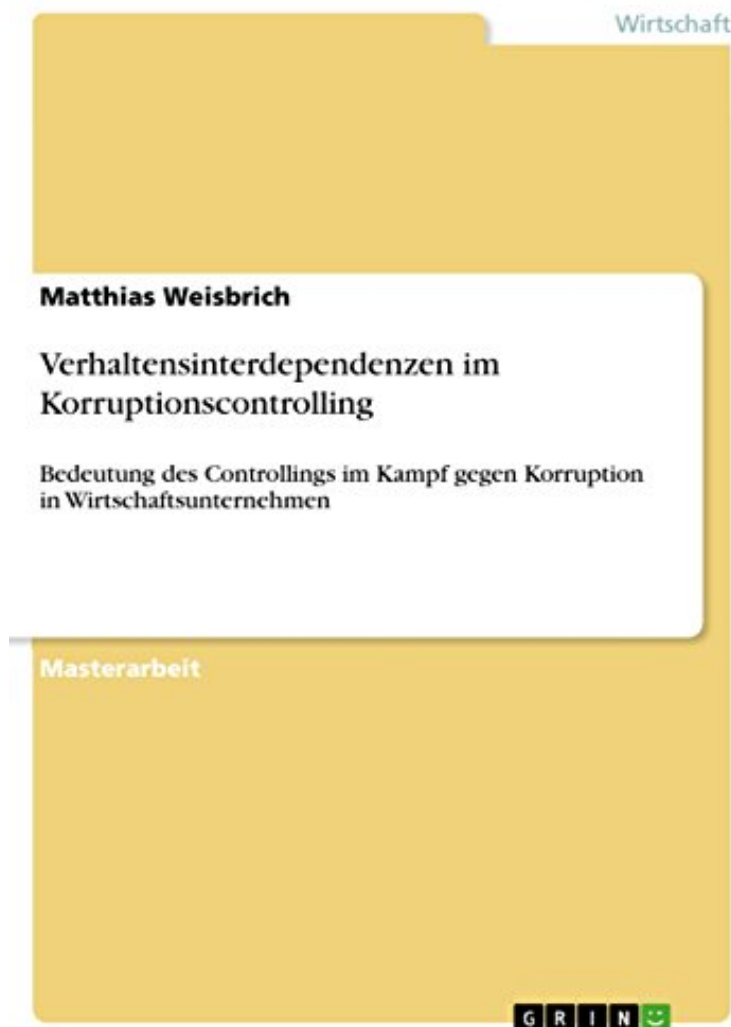 Wirtschaft
Matthias Weisbrich
Verhaltensinterdependenzen im
Korruptionscontrolling
Bedeutung des Controllings im Kampf gegen Korruption
in Wirtschaftsunternehmen
Masterarbeit
GRIN